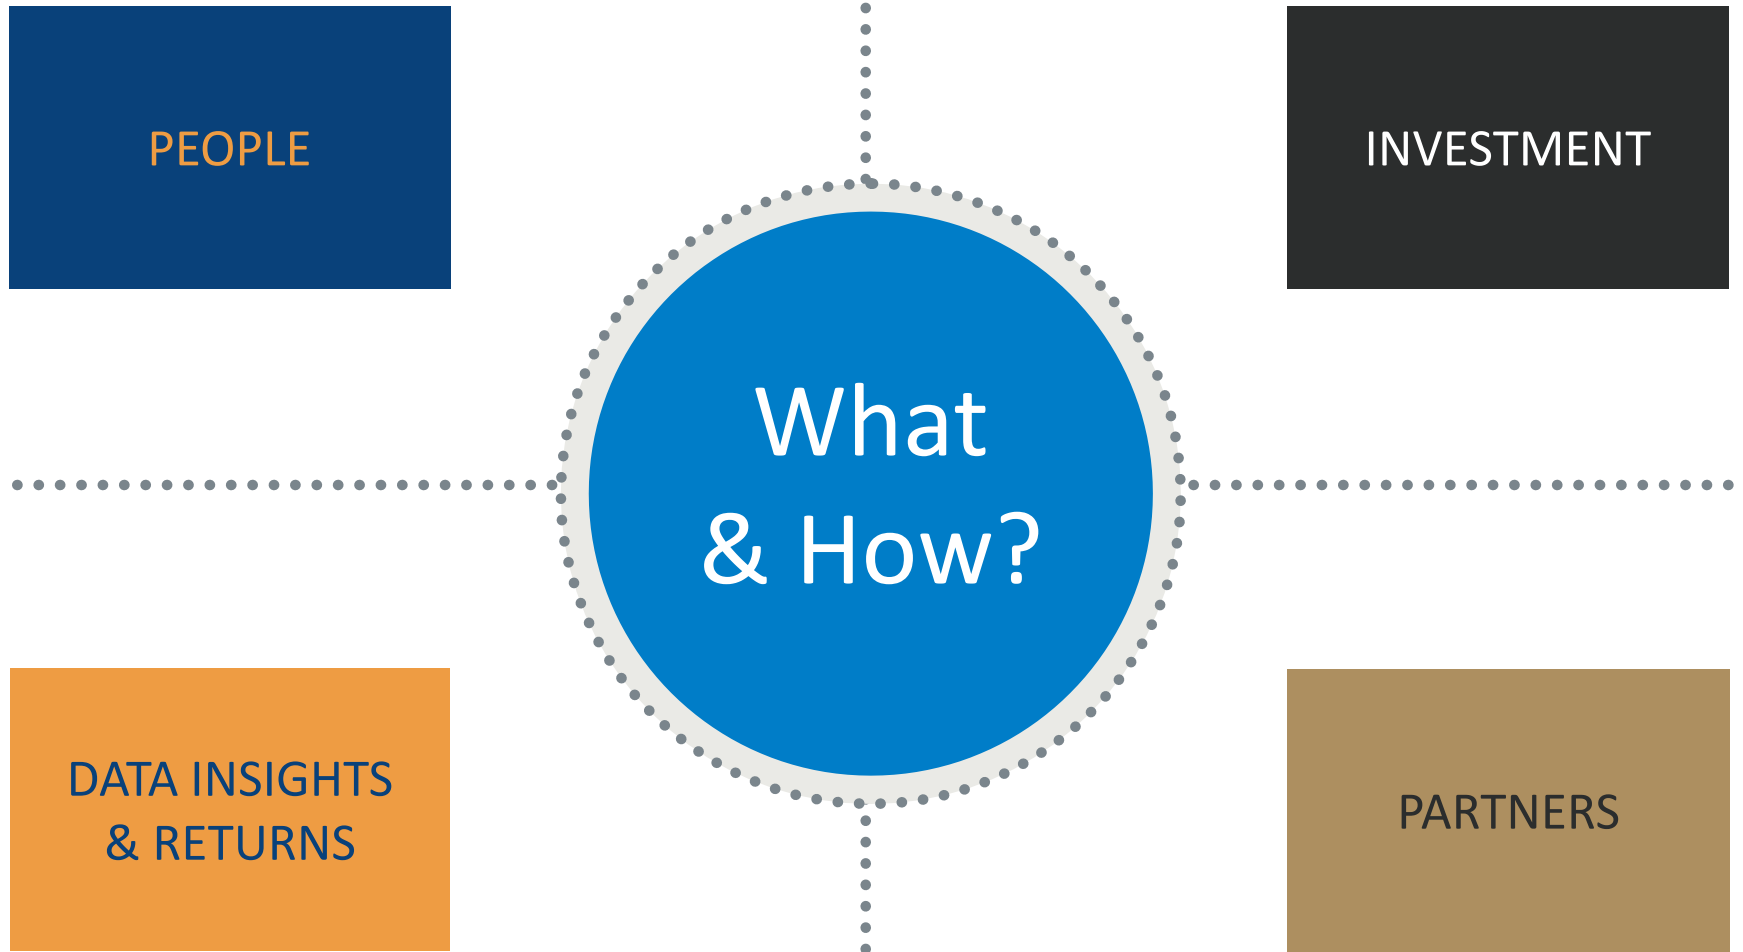 PEOPLE
INVESTMENT
What
& How?
DATA INSIGHTS
& RETURNS
PARTNERS